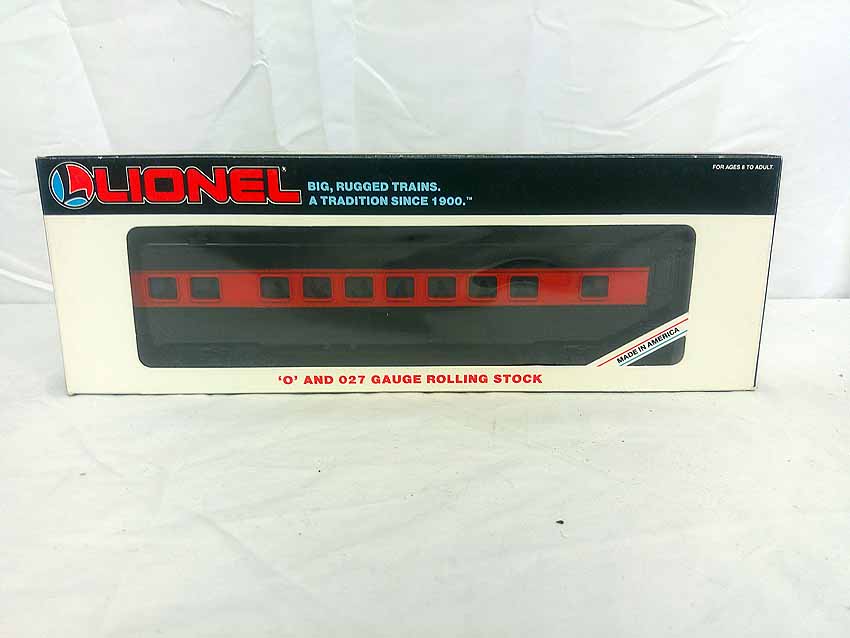 LIONEL
BIG, RUGGED TRAINS.
A TRADITION SINCE 1900.™
FOR AGES 8 TO ADULT.
MADE IN AMERICA
'O' AND 027 GAUGE ROLLING STOCK